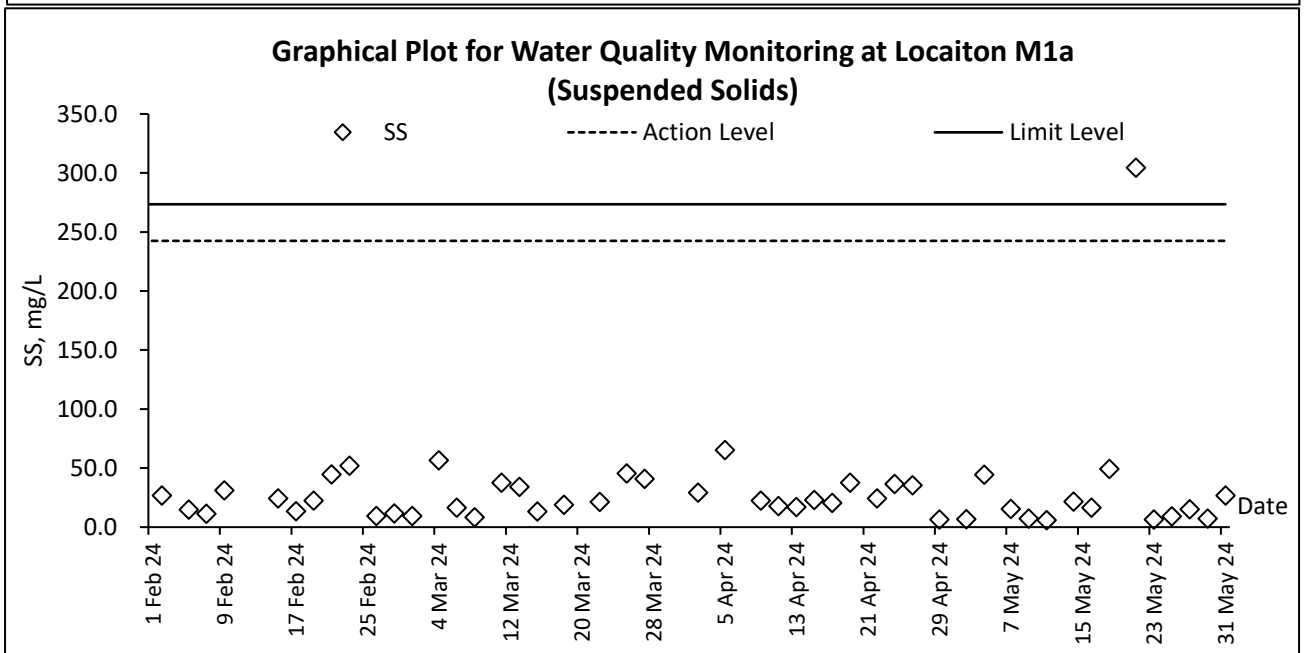 Graphical Plot for Water Quality Monitoring at Locaiton M1a
(Suspended Solids)
SS
Action Level
Limit Level
350.0
300.0
250.0
200.0
150.0
100.0
50.0
0.0
SS, mg/L
Date
1 Feb 24
9 Feb 24
17 Feb 24
25 Feb 24
4 Mar 24
12 Mar 24
20 Mar 24
28 Mar 24
5 Apr 24
13 Apr 24
21 Apr 24
29 Apr 24
7 May 24
15 May 24
23 May 24
31 May 24